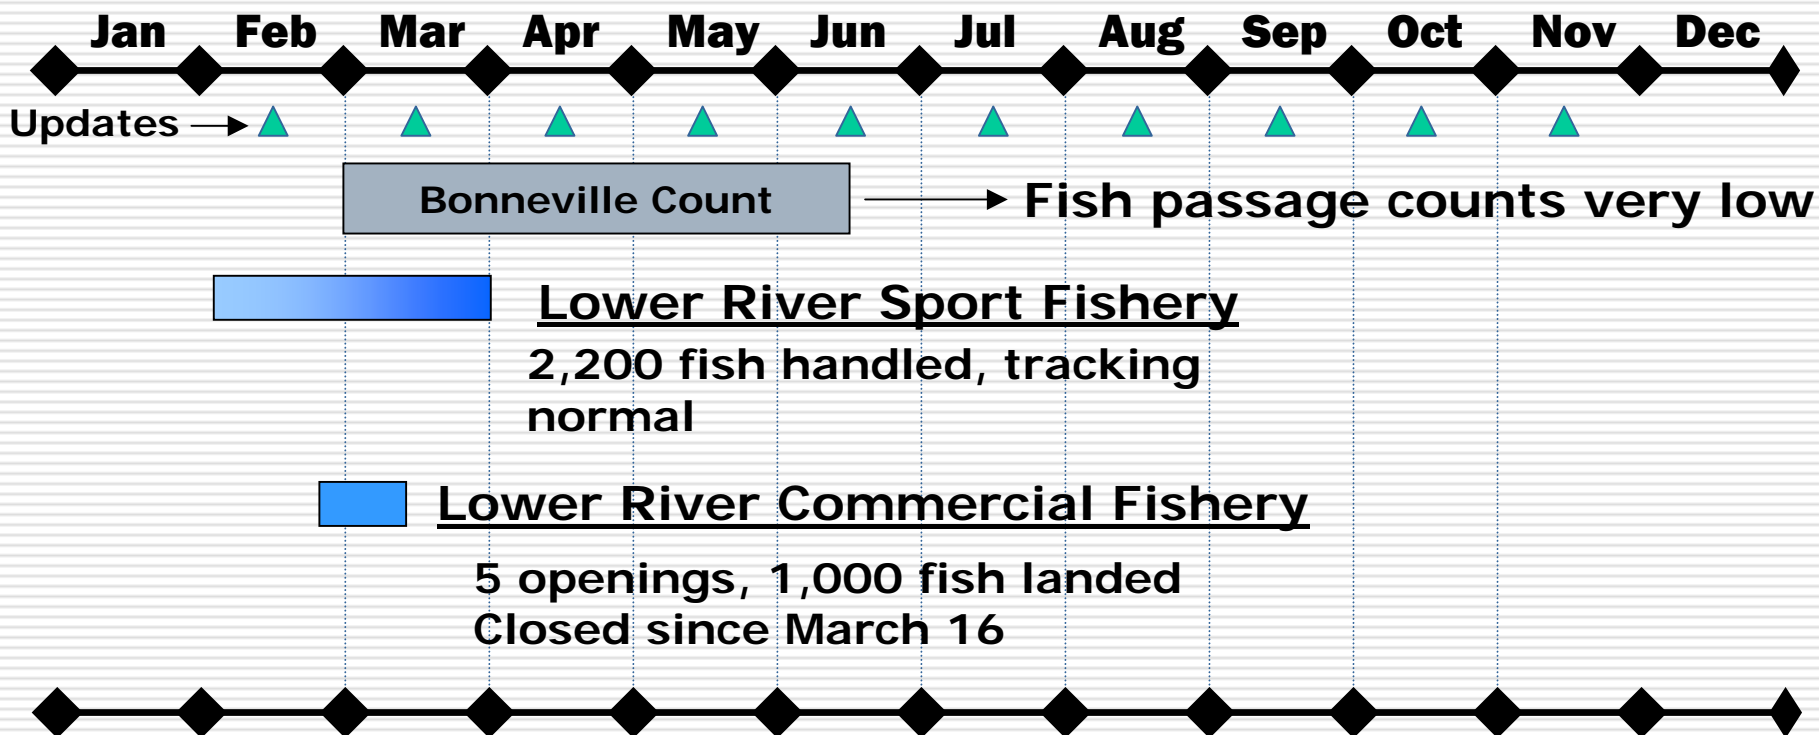 Jan Feb Mar Apr May Jun Jul Aug Sep Oct Nov Dec
Updates
Bonneville Count
Fish passage counts very low
Lower River Sport Fishery
2,200 fish handled, tracking
normal
Lower River Commercial Fishery
5 openings, 1,000 fish landed
Closed since March 16